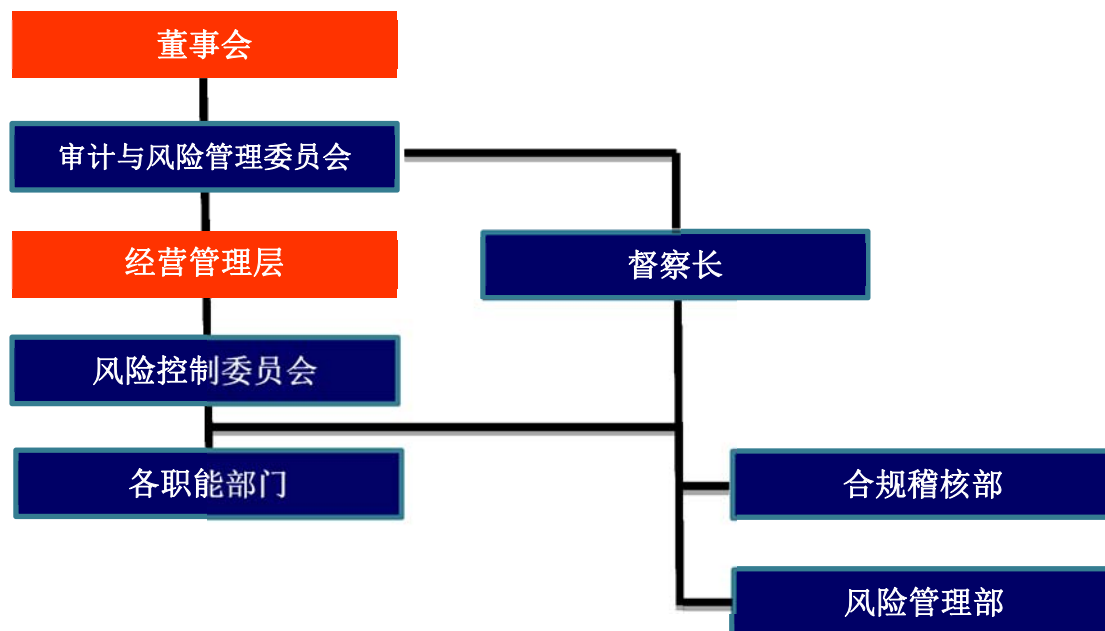 董事会
审计与风险管理委员会
经营管理层
督察长
风险控制委员会
各职能部门
合规稽核部
风险管理部